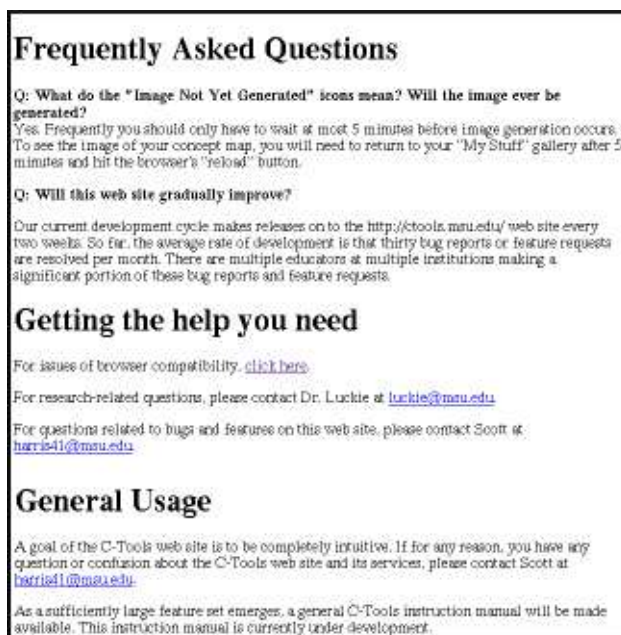 Frequently Asked Questions
Q: What do the "Image Not Yet Generated" icons mean? Will the image ever be
generated?
Yes. Frequently you should only have to wait at most 5 minutes before image generation occurs.
To see the image of your concept map, you will need to return to your "My Stuff" gallery after 5
minutes and hit the browser's "reload" button.
Q: Will this web site gradually improve?
Our current development cycle makes releases on to the http://ctools.msu.edu/ web site every
two weeks. So far, the average rate of development is that thirty bug reports or feature requests
are resolved per month. There are multiple educators at multiple institutions making a
significant portion of these bug reports and feature requests.
Getting the help you need
For issues of browser compatibility, click here.
For research-related questions, please contact Dr. Luckie at luckie@msu.edu.
For questions related to bugs and features on this web site, please contact Scott at
harris41@msu.edu.
General Usage
A goal of the C-Tools web site is to be completely intuitive. If for any reason, you have any
question or confusion about the C-Tools web site and its services, please contact Scott at
harris41@msu.edu.
As a sufficiently large feature set emerges, a general C-Tools instruction manual will be made
available. This instruction manual is currently under development.